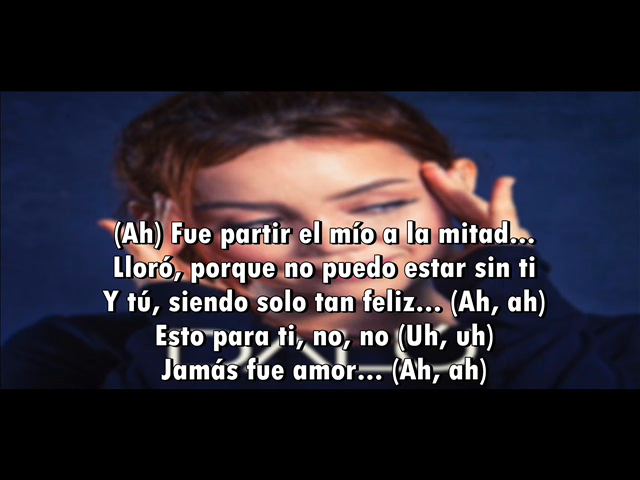 (Ah) Fue partir el mío a la mitad...
Lloró, porque no puedo estar sin ti
Y tú, siendo solo tan feliz... (Ah, ah)
Esto para ti, no, no (Uh, uh)
Jamás fue amor... (Ah, ah)